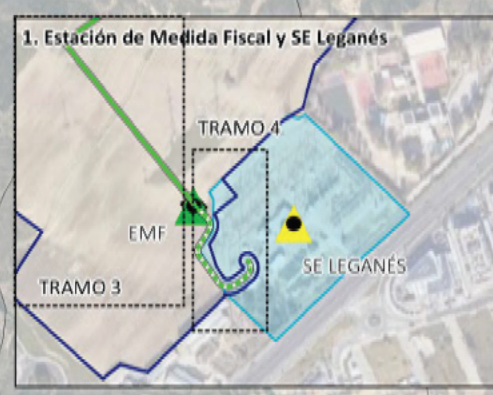 1. Estación de Medida Fiscal y SE Leganés
TRAMO 4
EMF
SE LEGANÉS
TRAMO 3